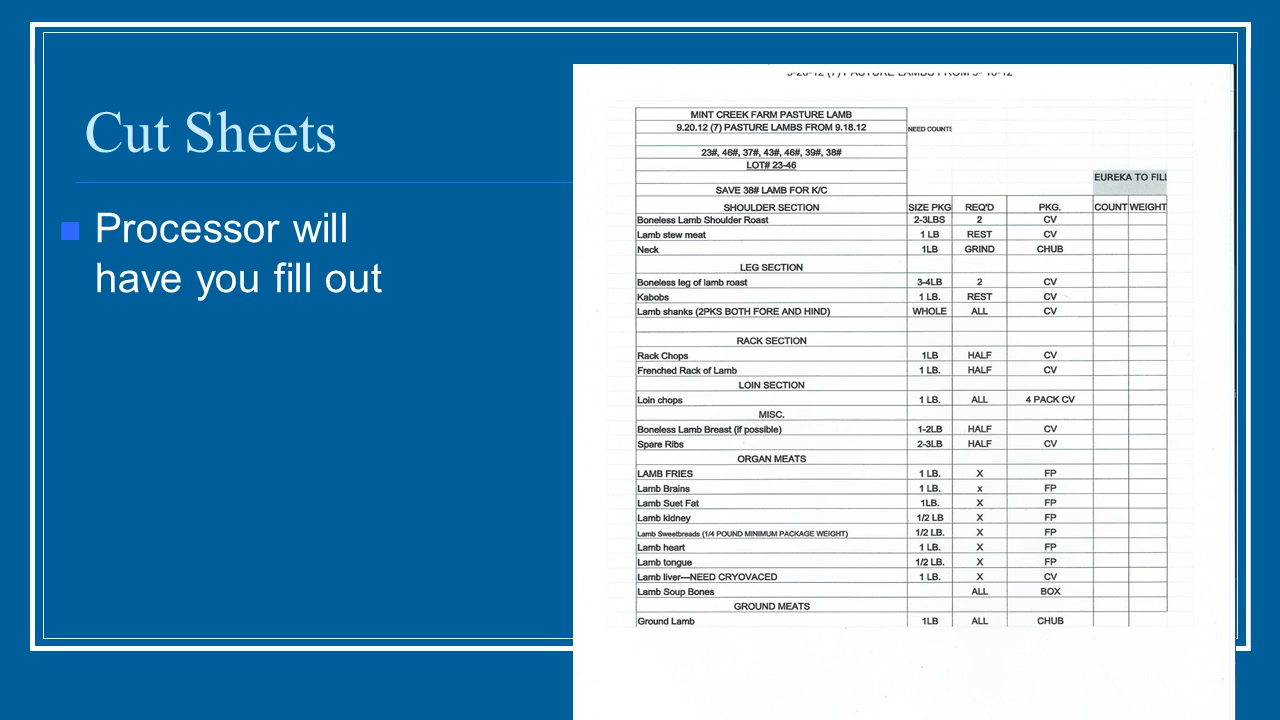 Cut Sheets
Processor will
have you fill out
9-20-12 (7) PASTURE LAMBS FROM 9-18-12
MINT CREEK FARM PASTURE LAMB
9.20.12 (7) PASTURE LAMBS FROM 9.18.12
NEED COUNTS
23#, 46#, 37#, 43#, 46#, 39#, 38#
LOT# 23-46
EUREKA TO FILL
SAVE 38# LAMB FOR K/C
SHOULDER SECTION SIZE PKG REQ'D PKG. COUNT WEIGHT
Boneless Lamb Shoulder Roast 2-3LBS 2 CV
Lamb stew meat 1 LB REST CV
Neck 1LB GRIND CHUB
LEG SECTION
Boneless leg of lamb roast 3-4LB 2 CV
Kabobs 1 LB. REST CV
Lamb shanks (2PKS BOTH FORE AND HIND) WHOLE ALL CV
RACK SECTION
Rack Chops 1LB HALF CV
Frenched Rack of Lamb 1 LB. HALF CV
LOIN SECTION
Loin chops 1 LB. ALL 4 PACK CV
MISC.
Boneless Lamb Breast (if possible) 1-2LB HALF CV
Spare Ribs 2-3LB HALF CV
ORGAN MEATS
LAMB FRIES 1 LB. X FP
Lamb Brains 1 LB. x FP
Lamb Suet Fat 1LB. X FP
Lamb kidney 1/2 LB X FP
Lamb Sweetbreads (1/4 POUND MINIMUM PACKAGE WEIGHT) 1/2 LB. X FP
Lamb heart 1 LB. X FP
Lamb tongue 1/2 LB. X FP
Lamb liver---NEED CRYOVACED 1 LB. X CV
Lamb Soup Bones ALL BOX
GROUND MEATS
Ground Lamb 1LB ALL CHUB